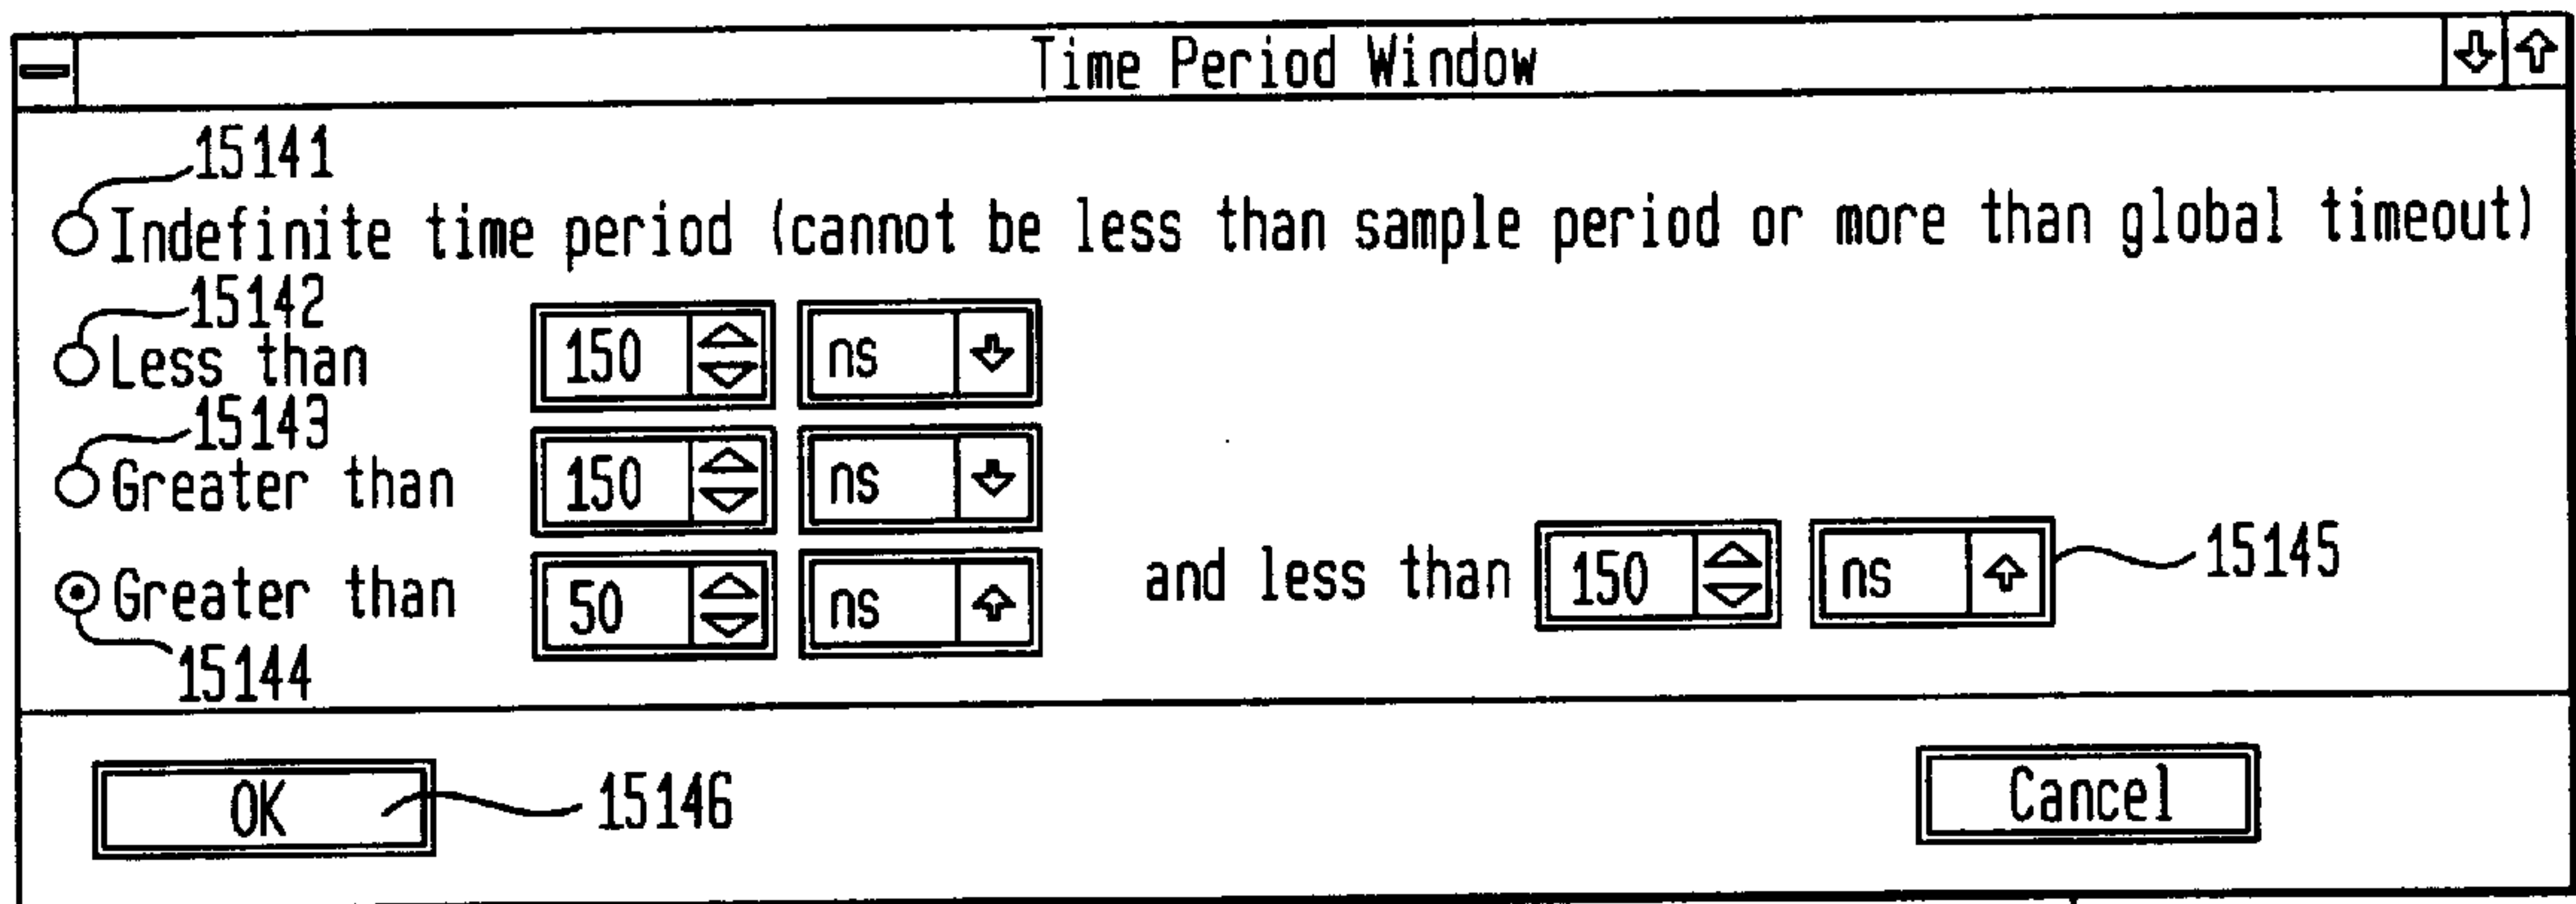 Time Period Window
15141
Indefinite time period (cannot be less than sample period or more than global timeout)
15142
Less than 150 ns
15143
Greater than 150 ns
Greater than 50 ns and less than 150 ns 15145
15144
OK 15146 Cancel